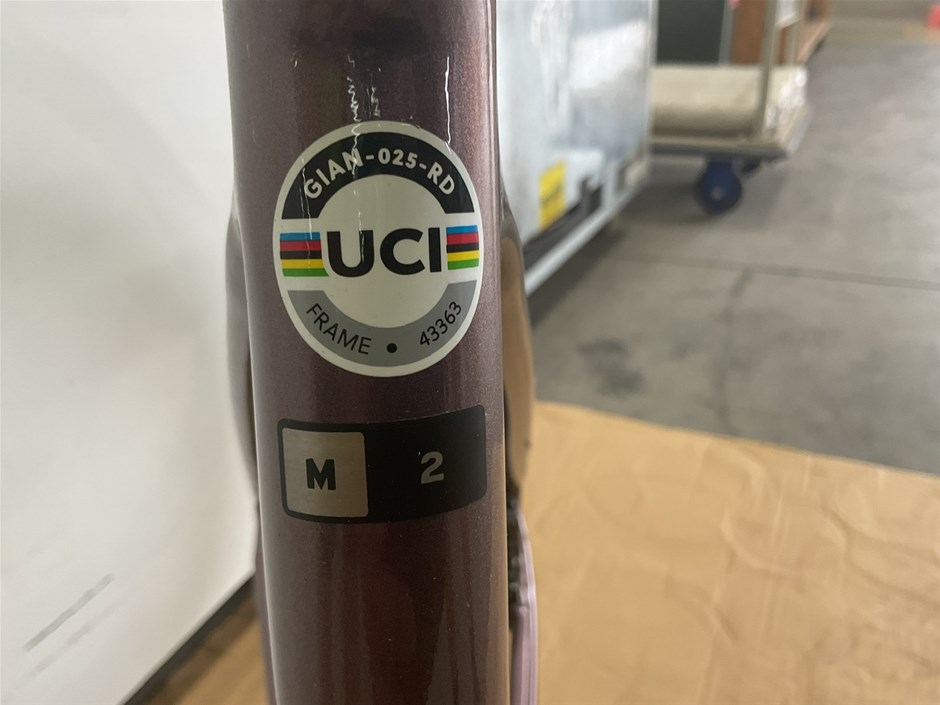 GIAN-025-RD
UCI
FRAME • 43363
M 2